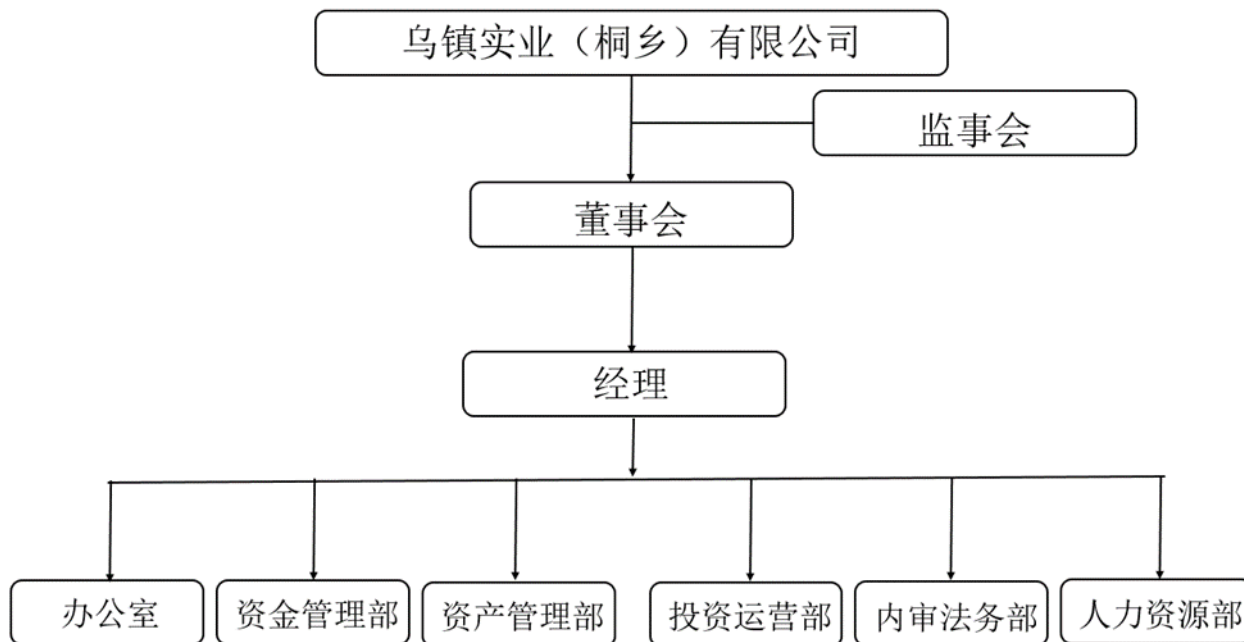 乌镇实业（桐乡）有限公司
监事会
董事会
经理
办公室
资金管理部
资产管理部
投资运营部
内审法务部
人力资源部